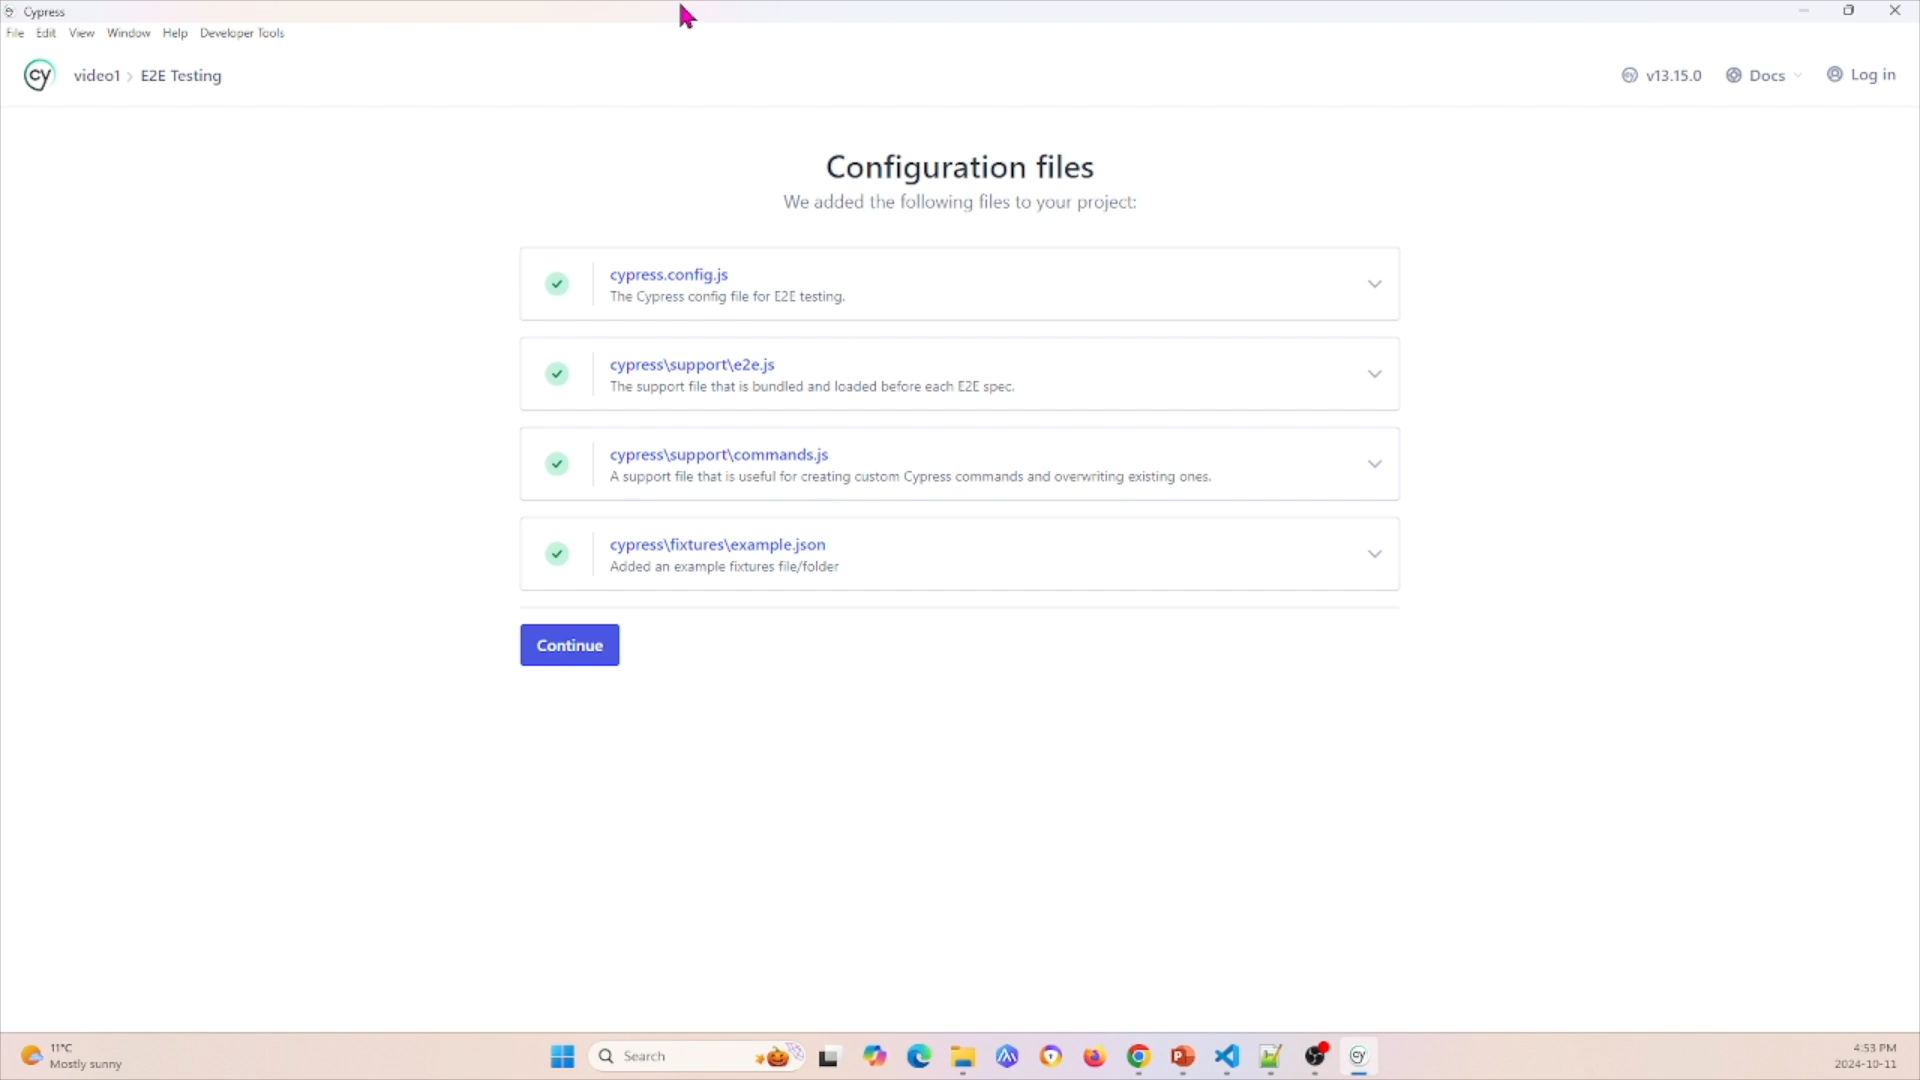 Cypress
File Edit View Window Help Developer Tools
cy video1 > E2E Testing
v13.15.0 Docs Log in
Configuration files
We added the following files to your project:
cypress.config.js
The Cypress config file for E2E testing.
cypress\support\e2e.js
The support file that is bundled and loaded before each E2E spec.
cypress\support\commands.js
A support file that is useful for creating custom Cypress commands and overwriting existing ones.
cypress\fixtures\example.json
Added an example fixtures file/folder
Continue
11°C
Mostly sunny
Search
4:53 PM
2024-10-11